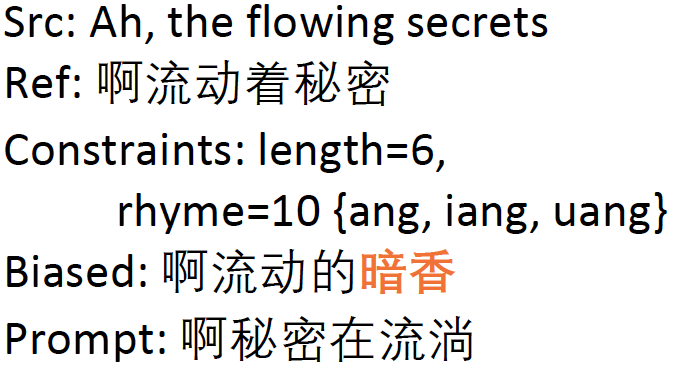 Src: Ah, the flowing secrets
Ref: 啊流动着秘密
Constraints: length=6,
rhyme=10 {ang, iang, uang}
Biased: 啊流动的暗香
Prompt: 啊秘密在流淌